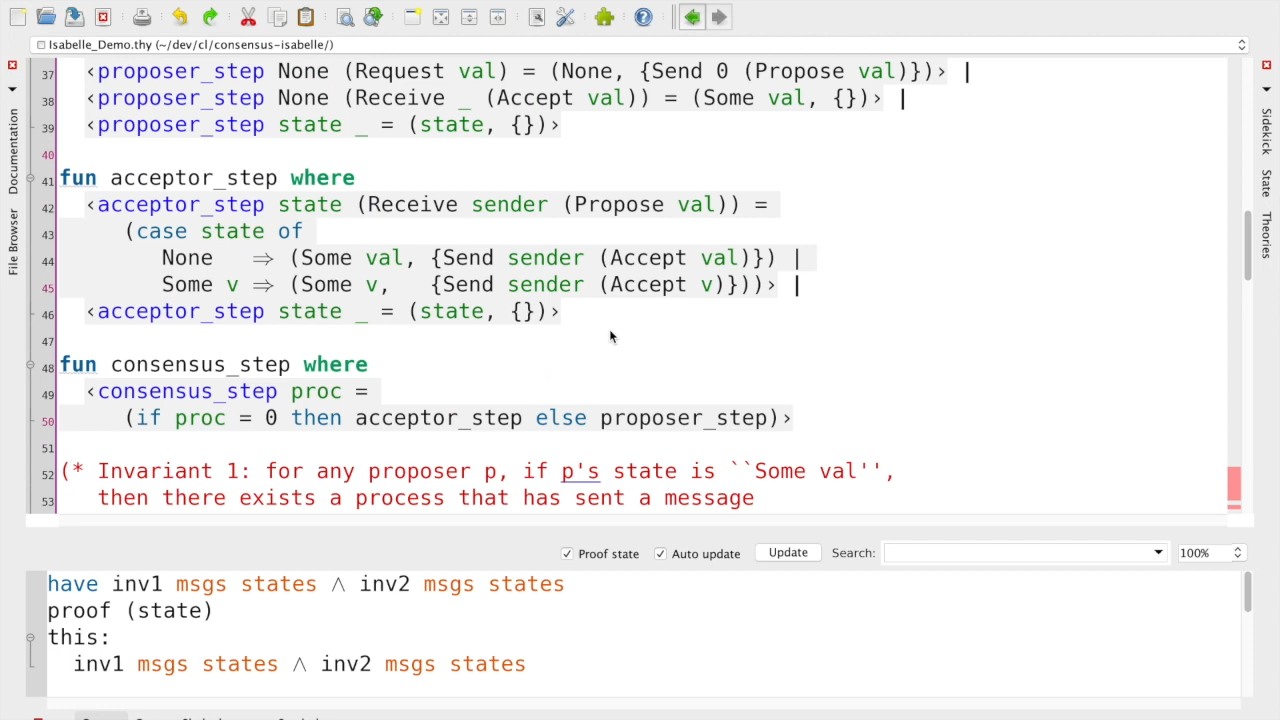 Isabelle_Demo.thy (~/dev/cl/consensus-isabelle/)
37 ‹proposer_step None (Request val) = (None, {Send 0 (Propose val)})› |
38 ‹proposer_step None (Receive _ (Accept val)) = (Some val, {})› |
39 ‹proposer_step state _ = (state, {})›
40
41 fun acceptor_step where
42 ‹acceptor_step state (Receive sender (Propose val)) =
43 (case state of
44 None ⇒ (Some val, {Send sender (Accept val)}) |
45 Some v ⇒ (Some v, {Send sender (Accept v)}))› |
46 ‹acceptor_step state _ = (state, {})›
47
48 fun consensus_step where
49 ‹consensus_step proc =
50 (if proc = 0 then acceptor_step else proposer_step)›
51
52 (* Invariant 1: for any proposer p, if p's state is ``Some val'',
53 then there exists a process that has sent a message
Documentation
File Browser
Sidekick
State
Theories
Proof state
Auto update
Update
Search:
100%
have inv1 msgs states ∧ inv2 msgs states
proof (state)
this:
inv1 msgs states ∧ inv2 msgs states